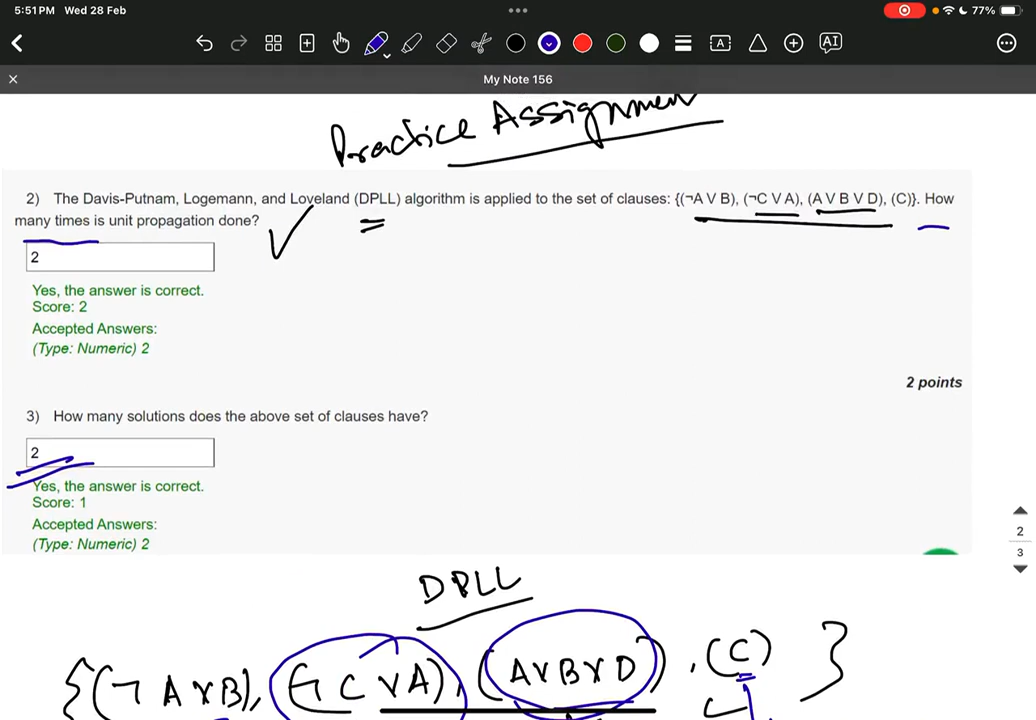 5:51 PM Wed 28 Feb
77%
A
AI
My Note 156
Practice Assignment
2) The Davis-Putnam, Logemann, and Loveland (DPLL) algorithm is applied to the set of clauses: {(¬A V B), (¬C V A), (A V B V D), (C)}. How
many times is unit propagation done?
2
Yes, the answer is correct.
Score: 2
Accepted Answers:
(Type: Numeric) 2
2 points
3) How many solutions does the above set of clauses have?
2
Yes, the answer is correct.
Score: 1
Accepted Answers:
(Type: Numeric) 2
2
3
DPLL
{(¬ A V B), (¬ C V A), (A V B V D), (C) }